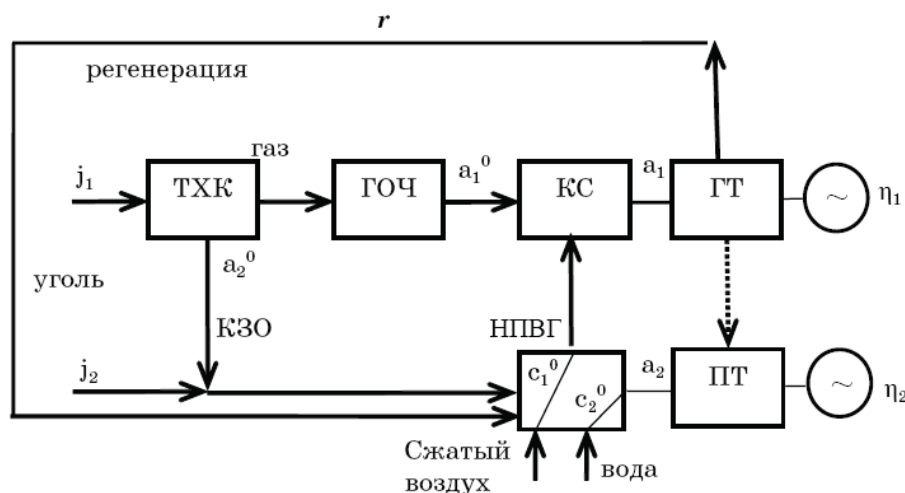 r
регенерация
газ
j₁
ТХК
ГОЧ
a₁⁰
КС
a₁
ГТ
~
η₁
уголь
a₂⁰
КЗО
НПВГ
j₂
c₁⁰
c₂⁰
a₂
ПТ
~
η₂
Сжатый
воздух
вода